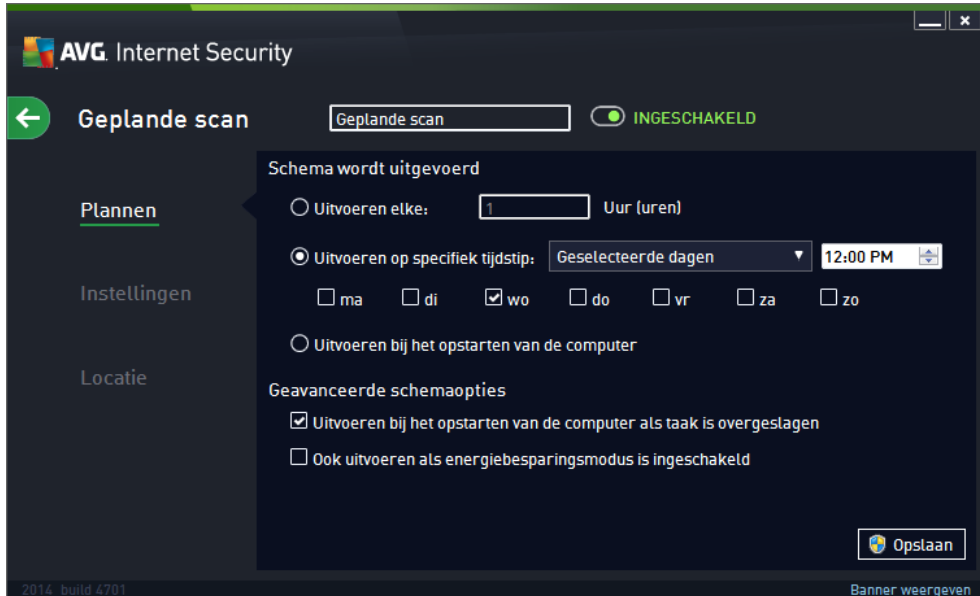 AVG. Internet Security
Geplande scan
Geplande scan
INGESCHAKELD
Plannen
Instellingen
Locatie
Schema wordt uitgevoerd
Uitvoeren elke: 1 Uur (uren)
Uitvoeren op specifiek tijdstip: Geselecteerde dagen 12:00 PM
ma di wo do vr za zo
Uitvoeren bij het opstarten van de computer
Geavanceerde schemaopties
Uitvoeren bij het opstarten van de computer als taak is overgeslagen
Ook uitvoeren als energiebesparingsmodus is ingeschakeld
Opslaan
2014 build 4701
Banner weergeven